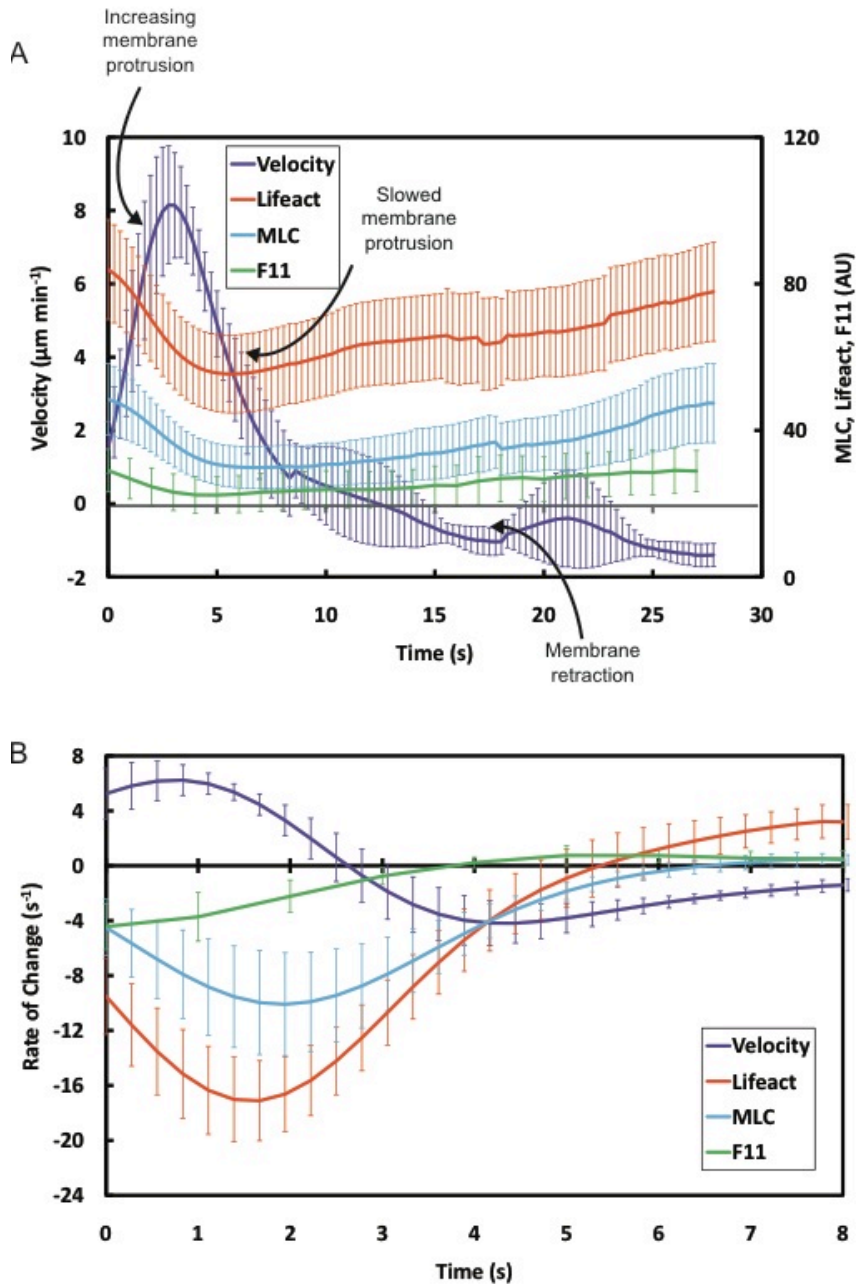 A
Increasing
membrane
protrusion
Velocity
Lifeact
MLC
F11
Slowed
membrane
protrusion
Velocity (µm min⁻¹)
10
8
6
4
2
0
-2
120
80
40
0
MLC, Lifeact, F11 (AU)
0 5 10 15 20 25 30
Time (s)
Membrane
retraction
B
Rate of Change (s⁻¹)
8
4
0
-4
-8
-12
-16
-20
-24
Velocity
Lifeact
MLC
F11
0 1 2 3 4 5 6 7 8
Time (s)